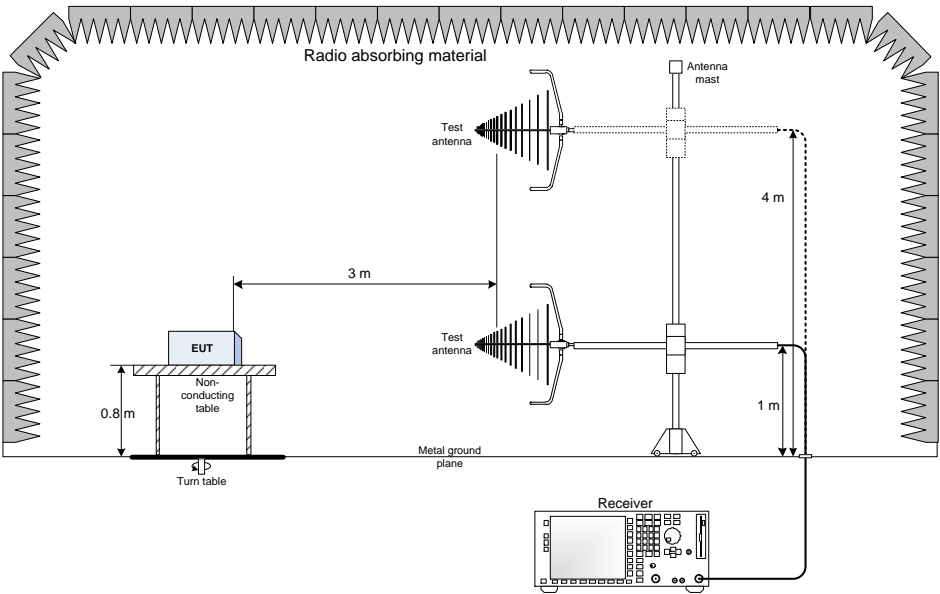 Radio absorbing material
Antenna
mast
Test
antenna
4 m
3 m
Test
antenna
EUT
Non-
conducting
table
0.8 m
1 m
Metal ground
plane
Turn table
Receiver